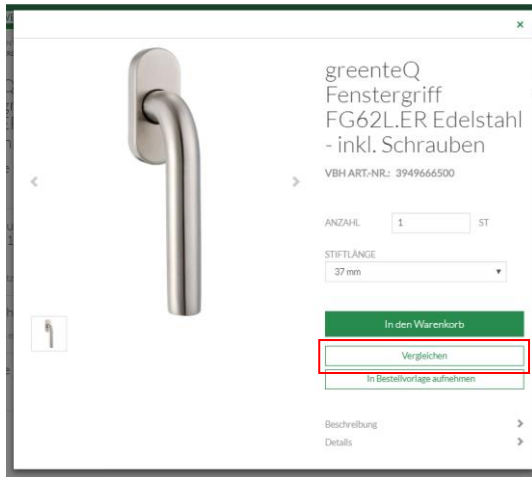 ×
greenteQ
Fenstergriff
FG62L.ER Edelstahl
- inkl. Schrauben
VBH ART.-NR.: 3949666500
ANZAHL 1 ST
STIFTLÄNGE
37 mm
In den Warenkorb
Vergleichen
In Bestellvorlage aufnehmen
Beschreibung
Details